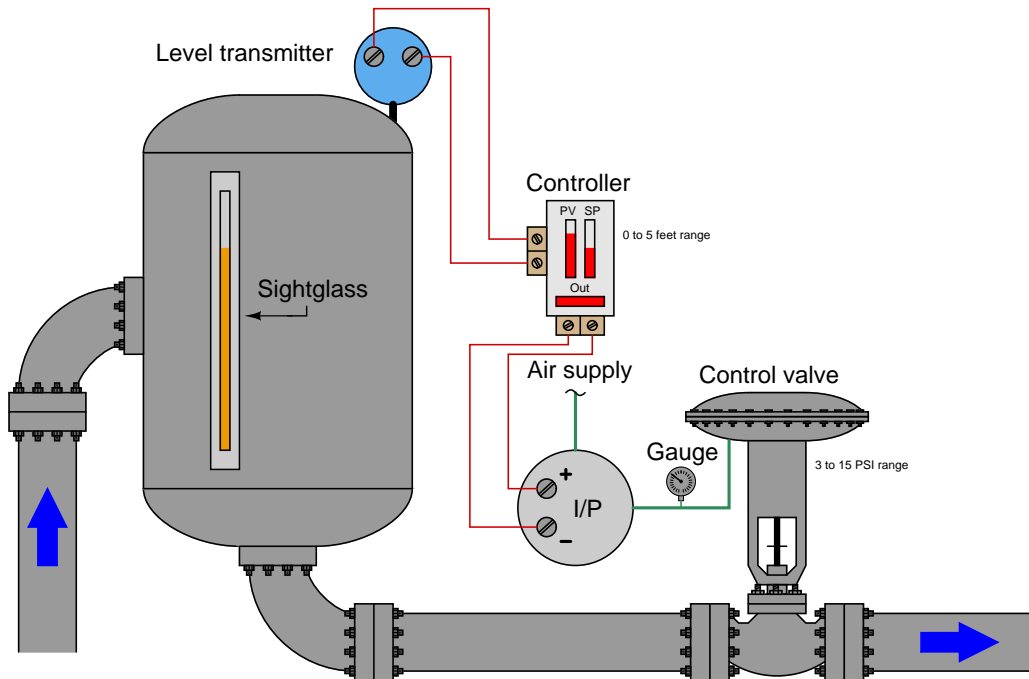 Level transmitter
Controller
PV SP
0 to 5 feet range
Out
Sightglass
Air supply
Control valve
Gauge
3 to 15 PSI range
+
I/P
−